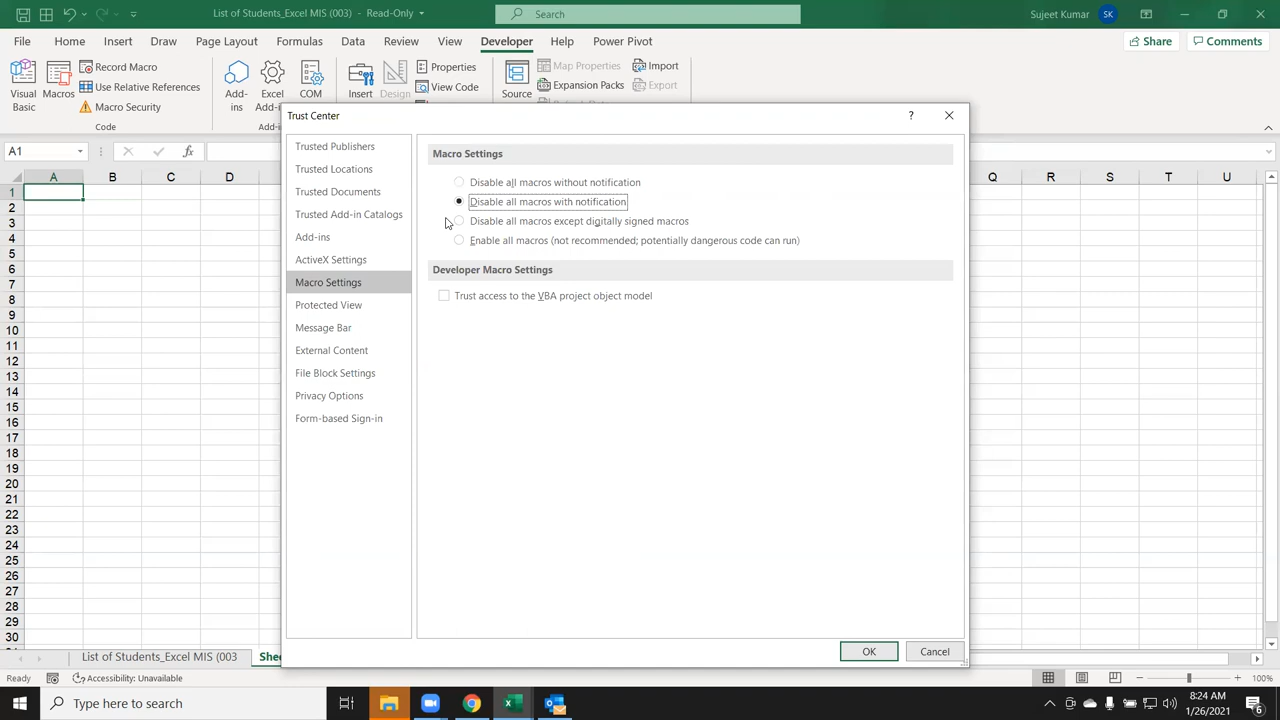 List of Students_Excel MIS (003) - Read-Only
Search
Sujeet Kumar
SK
File Home Insert Draw Page Layout Formulas Data Review View Developer Help Power Pivot
Share
Comments
Visual Basic
Macros
Record Macro
Use Relative References
Macro Security
Code
Add-ins
Excel Add-in
COM
Add-i
Insert
Design
Properties
View Code
Source
Map Properties
Expansion Packs
Import
Export
A1
fx
A B C D Q R S T U
1
2
3
4
5
6
7
8
9
10
11
12
13
14
15
16
17
18
19
20
21
22
23
24
25
26
27
28
29
30
Trust Center
?
Trusted Publishers
Trusted Locations
Trusted Documents
Trusted Add-in Catalogs
Add-ins
ActiveX Settings
Macro Settings
Protected View
Message Bar
External Content
File Block Settings
Privacy Options
Form-based Sign-in
Macro Settings
Disable all macros without notification
Disable all macros with notification
Disable all macros except digitally signed macros
Enable all macros (not recommended; potentially dangerous code can run)
Developer Macro Settings
Trust access to the VBA project object model
OK
Cancel
List of Students_Excel MIS (003
Shee
Ready
Accessibility: Unavailable
100%
Type here to search
8:24 AM
1/26/2021
6